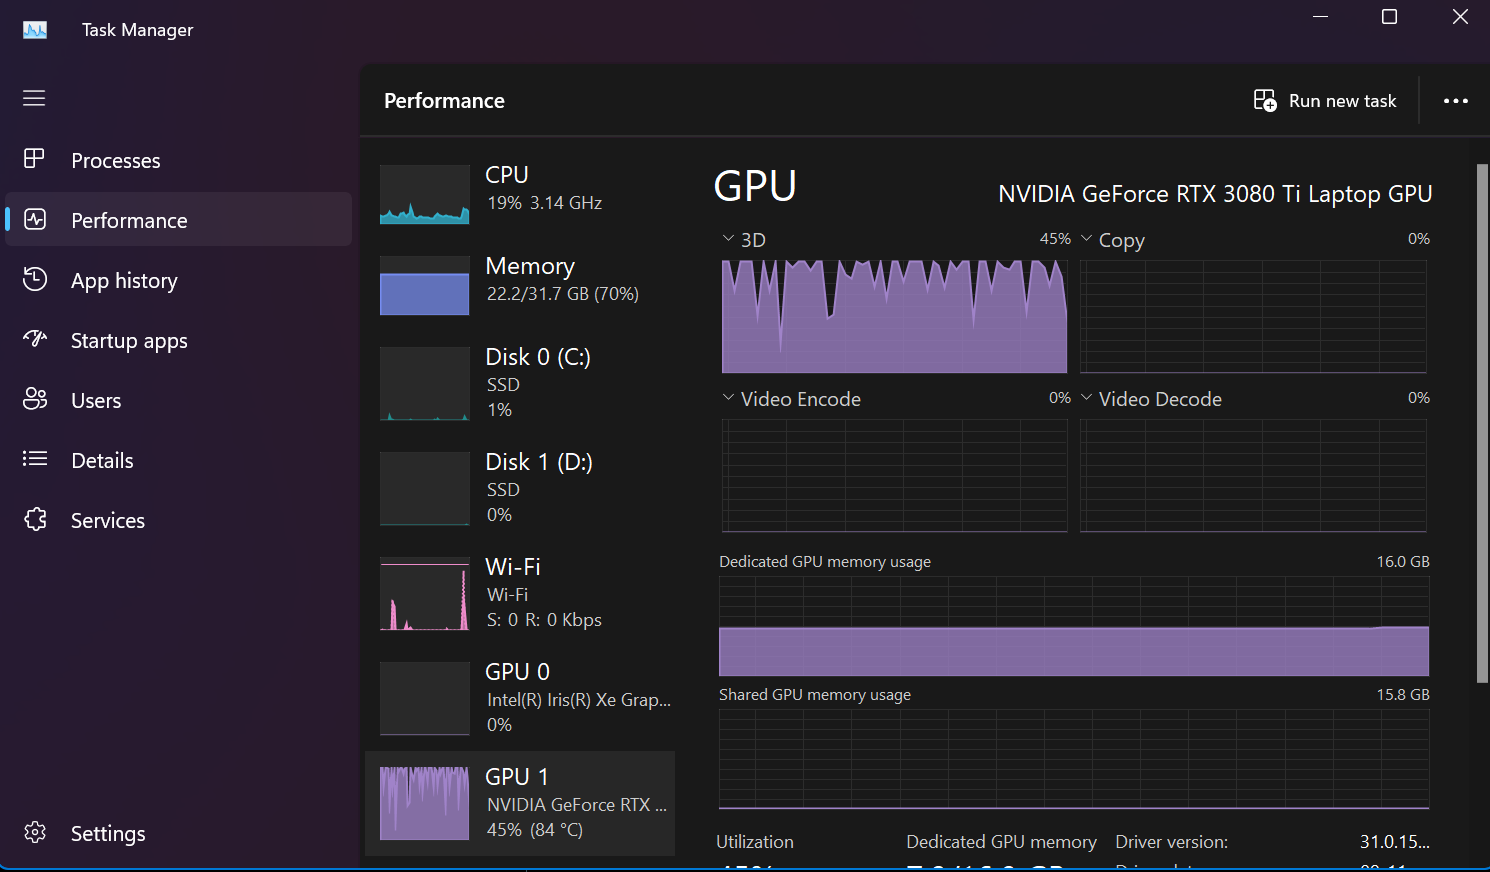 Task Manager
Performance
Run new task
Processes
Performance
App history
Startup apps
Users
Details
Services
Settings
CPU
19% 3.14 GHz
Memory
22.2/31.7 GB (70%)
Disk 0 (C:)
SSD
1%
Disk 1 (D:)
SSD
0%
Wi-Fi
Wi-Fi
S: 0 R: 0 Kbps
GPU 0
Intel(R) Iris(R) Xe Grap...
0%
GPU 1
NVIDIA GeForce RTX ...
45% (84 °C)
GPU
NVIDIA GeForce RTX 3080 Ti Laptop GPU
3D 45%
Copy 0%
Video Encode 0%
Video Decode 0%
Dedicated GPU memory usage 16.0 GB
Shared GPU memory usage 15.8 GB
Utilization
Dedicated GPU memory
Driver version: 31.0.15...